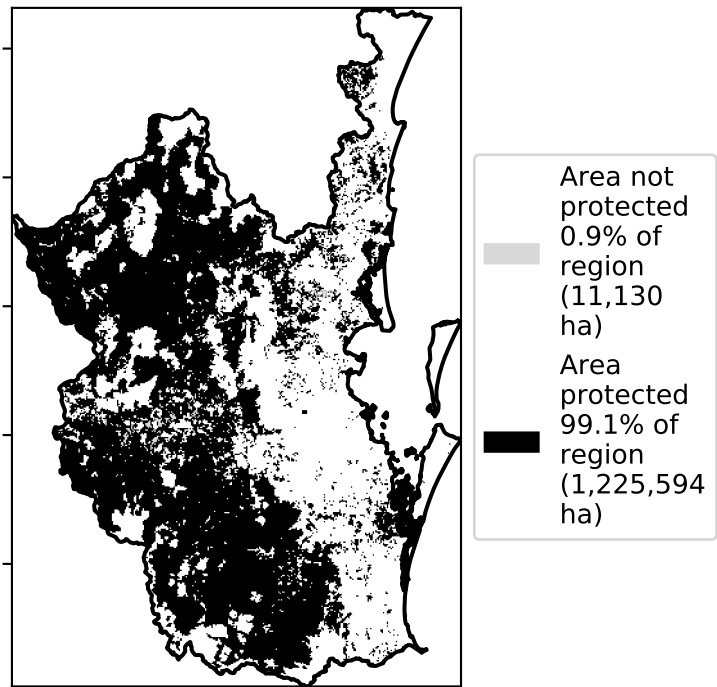 Area not
protected
0.9% of
region
(11,130
ha)
Area
protected
99.1% of
region
(1,225,594
ha)